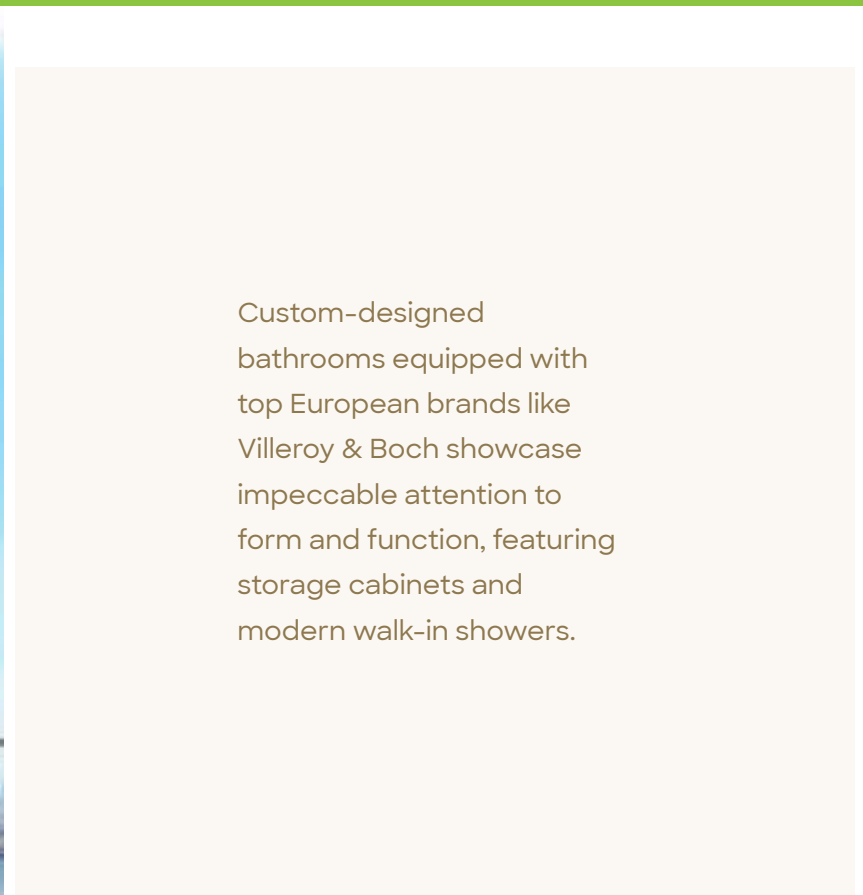 Custom-designed
bathrooms equipped with
top European brands like
Villeroy & Boch showcase
impeccable attention to
form and function, featuring
storage cabinets and
modern walk-in showers.